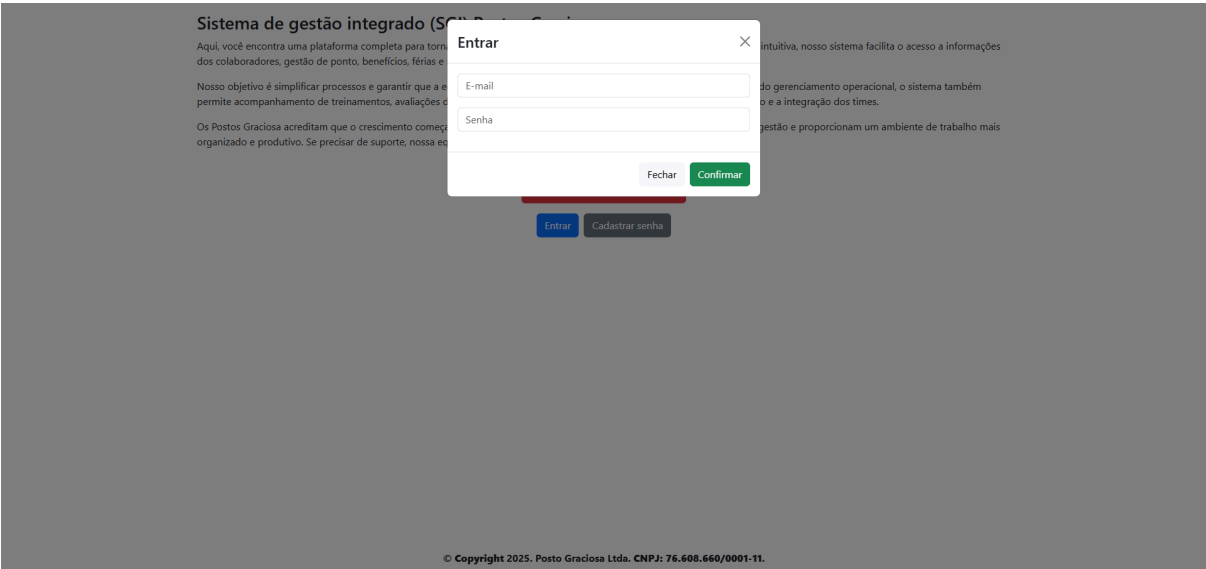 Sistema de gestão integrado (SGI) Postos Graciosa
Entrar
Aqui, você encontra uma plataforma completa para torn
intuitiva, nosso sistema facilita o acesso a informações
dos colaboradores, gestão de ponto, benefícios, férias e
E-mail
Nosso objetivo é simplificar processos e garantir que a e
do gerenciamento operacional, o sistema também
permite acompanhamento de treinamentos, avaliações d
o e a integração dos times.
Senha
Os Postos Graciosa acreditam que o crescimento começa
gestão e proporcionam um ambiente de trabalho mais
organizado e produtivo. Se precisar de suporte, nossa eq
Fechar
Confirmar
Entrar
Cadastrar senha
© Copyright 2025. Posto Graciosa Ltda. CNPJ: 76.608.660/0001-11.